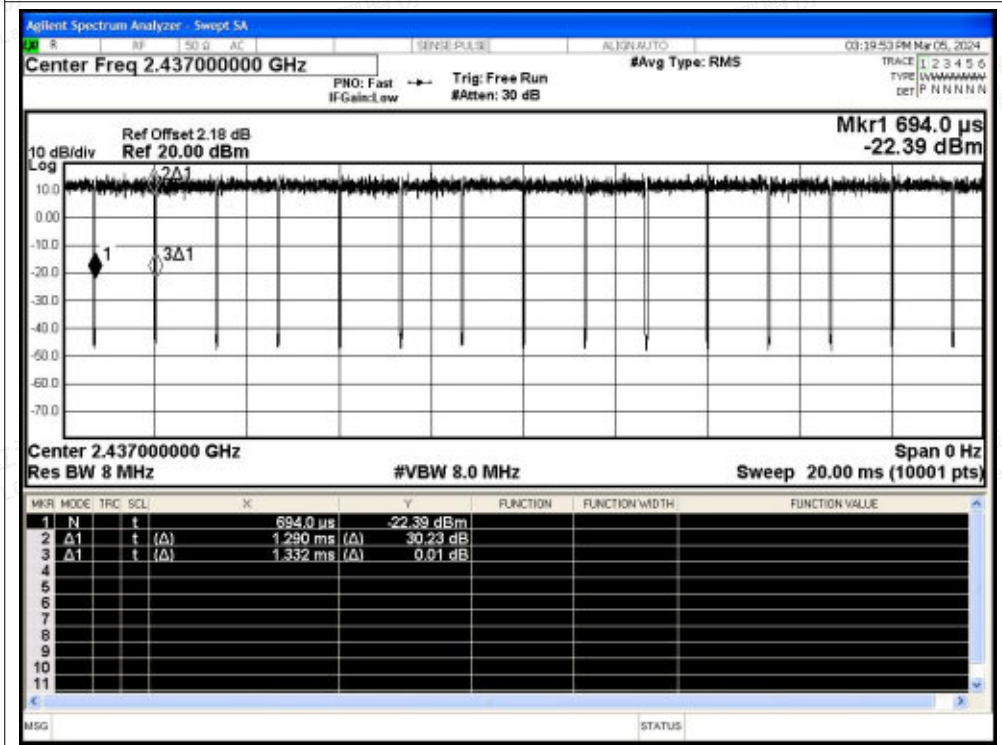 Agilent Spectrum Analyzer - Swept SA
R RF 50 Ω AC SENSE:PULSE ALIGN AUTO 03:19:53 PM Mar 05, 2024
Center Freq 2.437000000 GHz #Avg Type: RMS TRACE 1 2 3 4 5 6
PNO: Fast Trig: Free Run TYPE
IFGain:Low #Atten: 30 dB DET P N N N N N
Mkr1 694.0 µs
Ref Offset 2.18 dB
10 dB/div Ref 20.00 dBm -22.39 dBm
Log
2Δ1
10.0
0.00
-10.0
1 3Δ1
-20.0
-30.0
-40.0
-50.0
-60.0
-70.0
Center 2.437000000 GHz Span 0 Hz
Res BW 8 MHz #VBW 8.0 MHz Sweep 20.00 ms (10001 pts)
MKR MODE TRC SCL X Y FUNCTION FUNCTION WIDTH FUNCTION VALUE
1 N t 694.0 µs -22.39 dBm
2 Δ1 t (Δ) 1.290 ms (Δ) 30.23 dB
3 Δ1 t (Δ) 1.332 ms (Δ) 0.01 dB
4
5
6
7
8
9
10
11
MSG STATUS